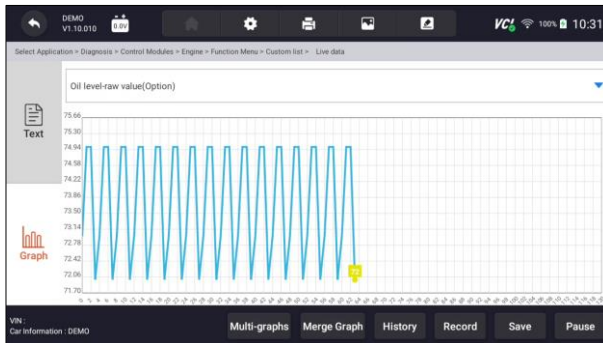 DEMO
V1.10.010
0.0V
VCi
100%
10:31
Select Application > Diagnosis > Control Modules > Engine > Function Menu > Custom list > Live data
Text
Graph
Oil level-raw value(Option)
75.66
75.30
74.94
74.58
74.22
73.86
73.50
73.14
72.78
72.42
72.06
71.70
72
VIN :
Car Information : DEMO
Multi-graphs
Merge Graph
History
Record
Save
Pause